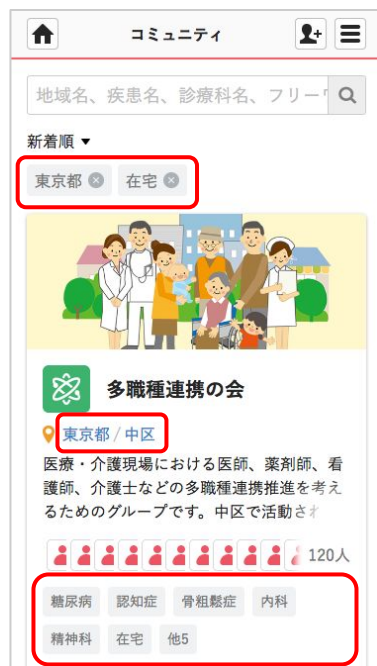 コミュニティ
地域名、疾患名、診療科名、フリー
新着順 ▼
東京都 在宅
多職種連携の会
東京都 / 中区
医療・介護現場における医師、薬剤師、看
護師、介護士などの多職種連携推進を考え
るためのグループです。中区で活動さ
120人
糖尿病 認知症 骨粗鬆症 内科
精神科 在宅 他5